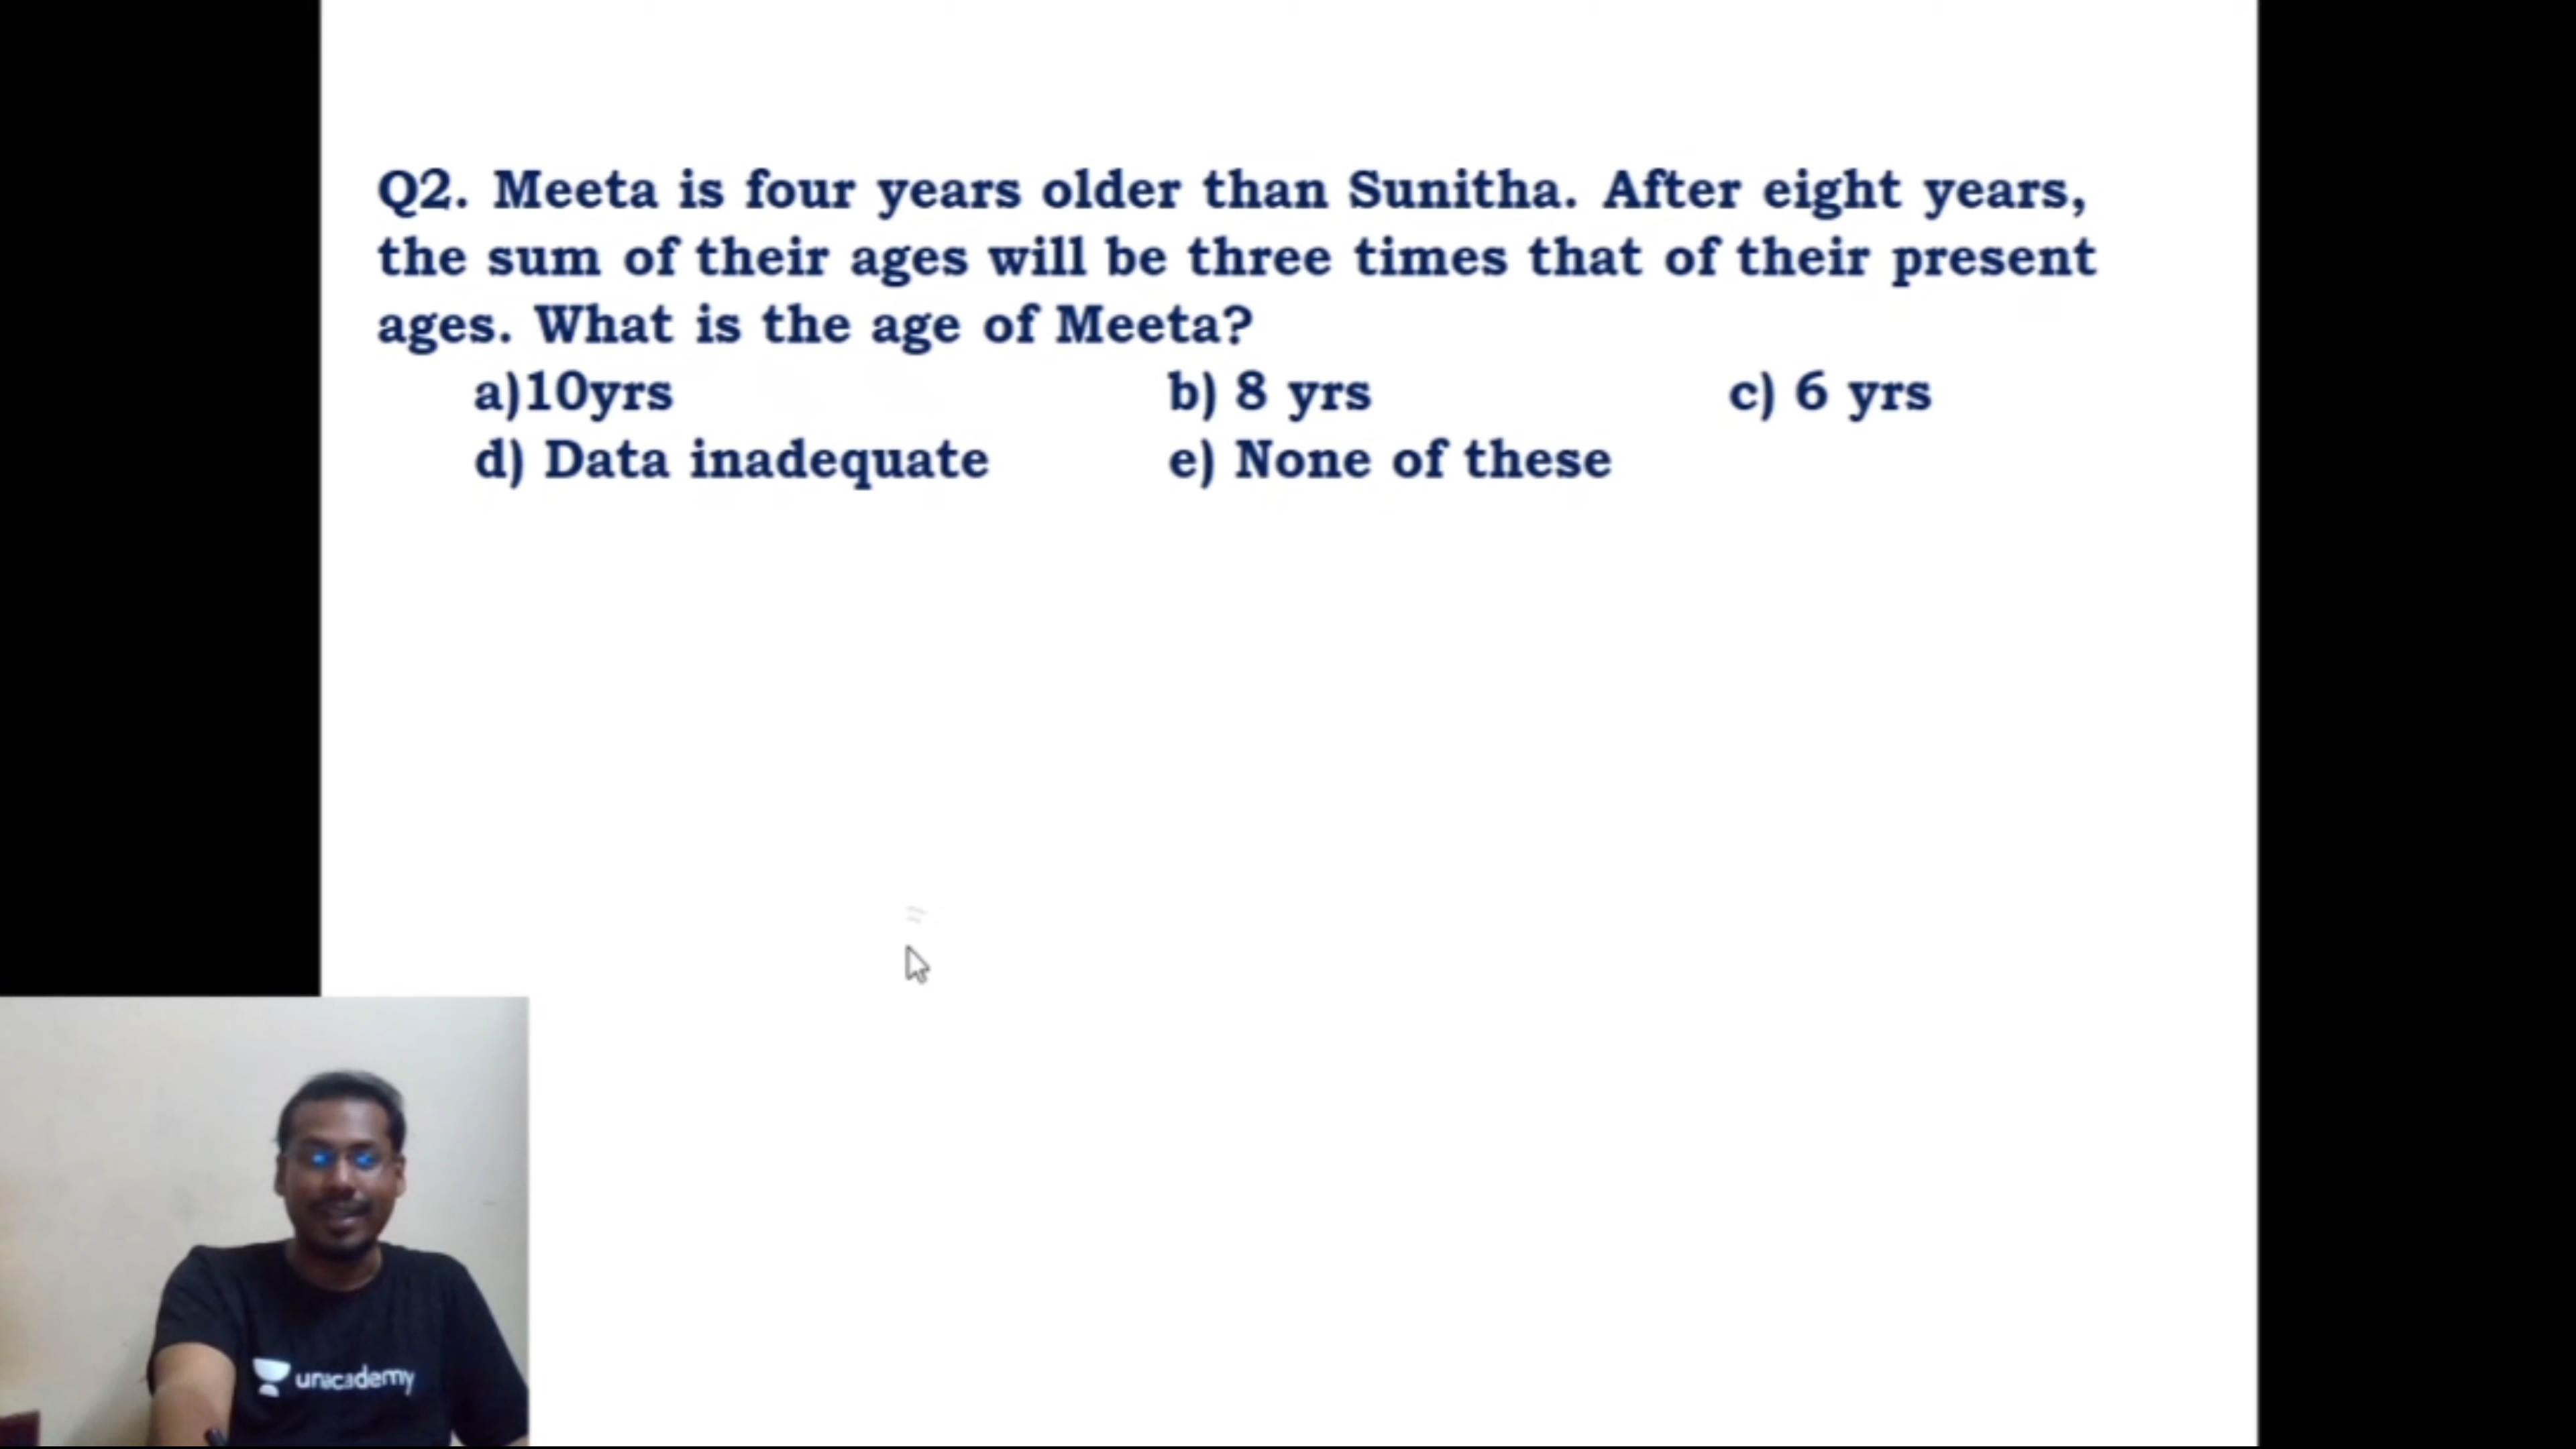 Q2. Meeta is four years older than Sunitha. After eight years,
the sum of their ages will be three times that of their present
ages. What is the age of Meeta?
a)10yrs b) 8 yrs c) 6 yrs
d) Data inadequate e) None of these
unacademy